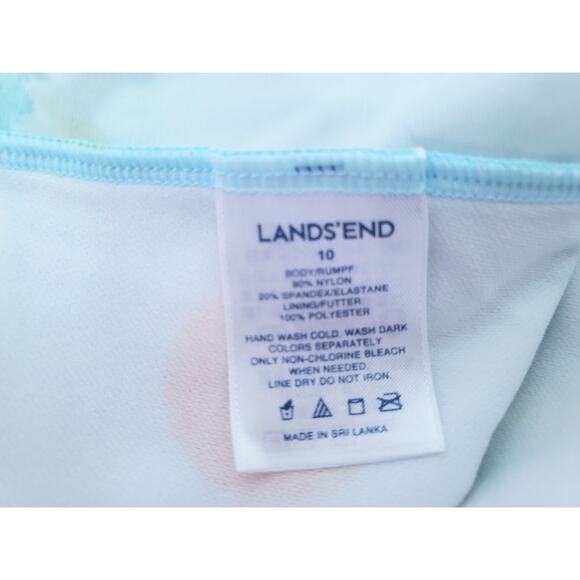 LANDS'END
10
BODY/RUMPF
80% NYLON
20% SPANDEX/ELASTANE
LINING/FUTTER
100% POLYESTER
HAND WASH COLD. WASH DARK
COLORS SEPARATELY
ONLY NON-CHLORINE BLEACH
WHEN NEEDED.
LINE DRY. DO NOT IRON.
MADE IN SRI LANKA